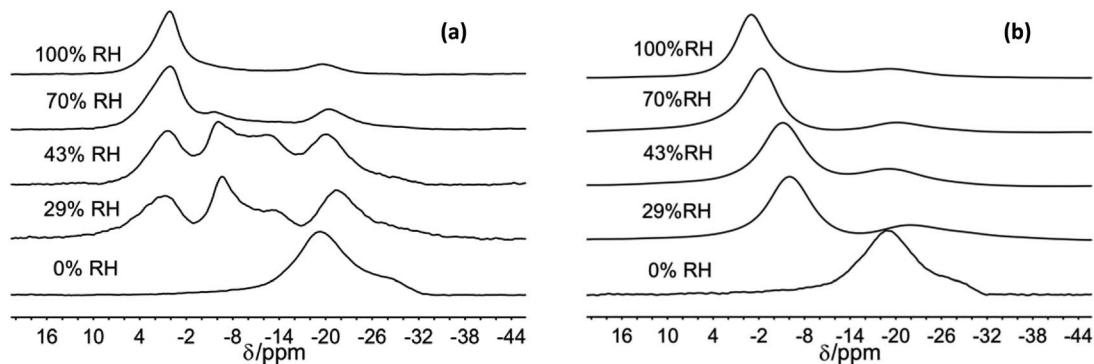 (a)
100% RH
70% RH
43% RH
29% RH
0% RH
16 10 4 -2 -8 -14 -20 -26 -32 -38 -44
δ/ppm
(b)
100%RH
70%RH
43%RH
29%RH
0% RH
16 10 4 -2 -8 -14 -20 -26 -32 -38 -44
δ/ppm